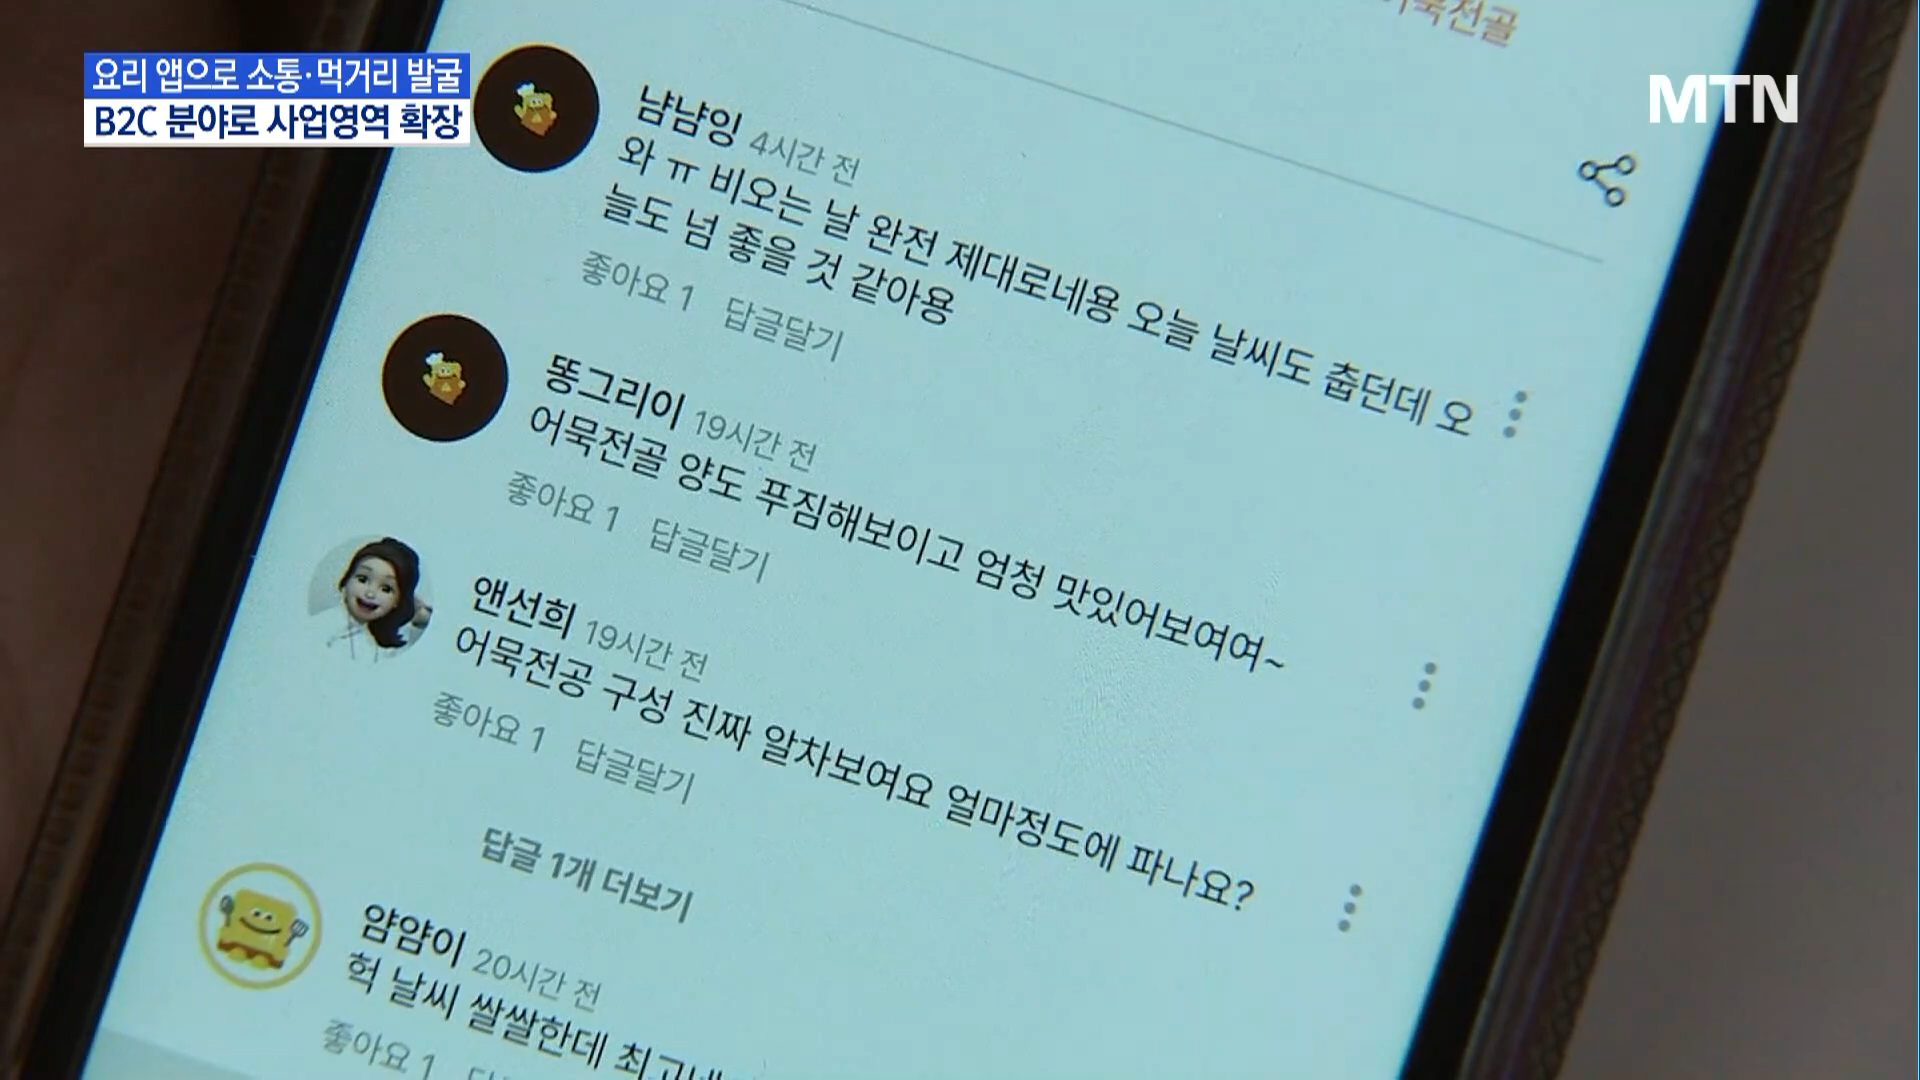 요리 앱으로 소통·먹거리 발굴
B2C 분야로 사업영역 확장
MTN
냠냠잉 4시간 전
와 ㅠ 비오는 날 완전 제대로네용 오늘 날씨도 춥던데 오
늘도 넘 좋을 것 같아용
좋아요 1 답글달기
똥그리이 19시간 전
어묵전골 양도 푸짐해보이고 엄청 맛있어보여여~
좋아요 1 답글달기
앤선희 19시간 전
어묵전공 구성 진짜 알차보여요 얼마정도에 파나요?
좋아요 1 답글달기
답글 1개 더보기
얌얌이 20시간 전
헉 날씨 쌀쌀한데
좋아요 1